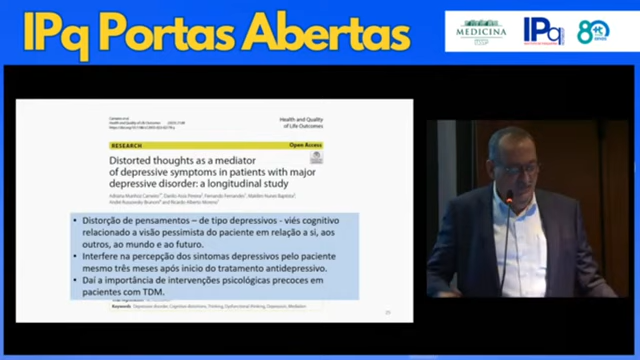 IPq Portas Abertas
MEDICINA
IPq
80
anos
Health and Quality
of Life Outcomes
RESEARCH
Open Access
Distorted thoughts as a mediator
of depressive symptoms in patients with major
depressive disorder: a longitudinal study
• Distorção de pensamentos – de tipo depressivos - viés cognitivo
relacionado a visão pessimista do paciente em relação a si, aos
outros, ao mundo e ao futuro.
• Interfere na percepção dos sintomas depressivos pelo paciente
mesmo três meses após inicio do tratamento antidepressivo.
• Daí a importância de intervenções psicológicas precoces em
pacientes com TDM.